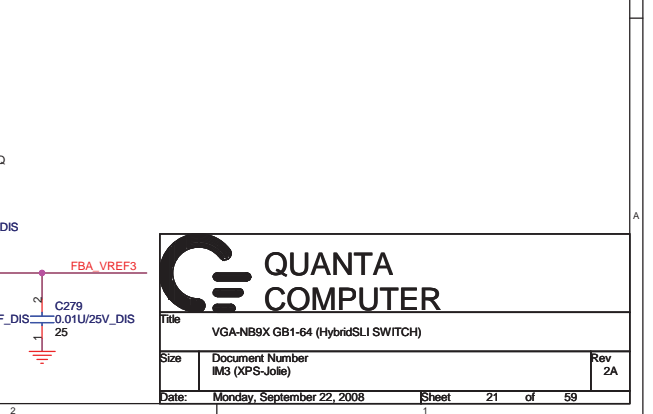 Q
DIS
A
FBA_VREF3
2
C279
F_DIS
0.01U/25V_DIS
25
1
QUANTA
COMPUTER
Title
VGA-NB9X GB1-64 (HybridSLI SWITCH)
Size
Document Number
Rev
IM3 (XPS-Jolie)
2A
Date: Monday, September 22, 2008 Sheet 21 of 59
2
1